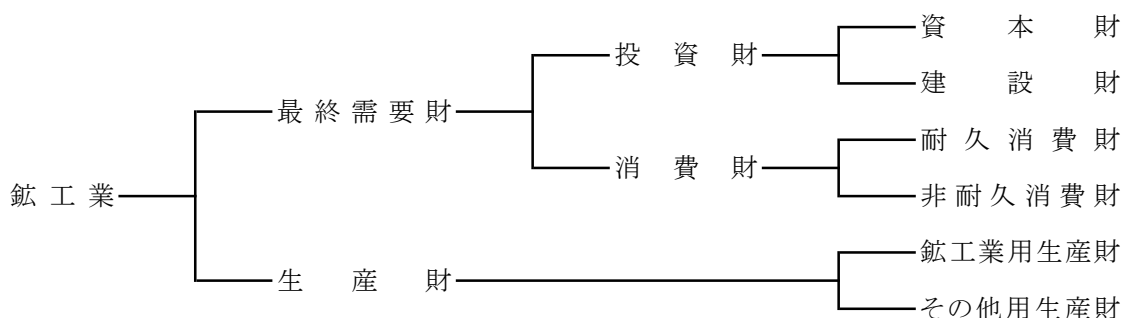 資本財
投資財
建設財
最終需要財
耐久消費財
消費財
鉱工業
非耐久消費財
鉱工業用生産財
生産財
その他用生産財